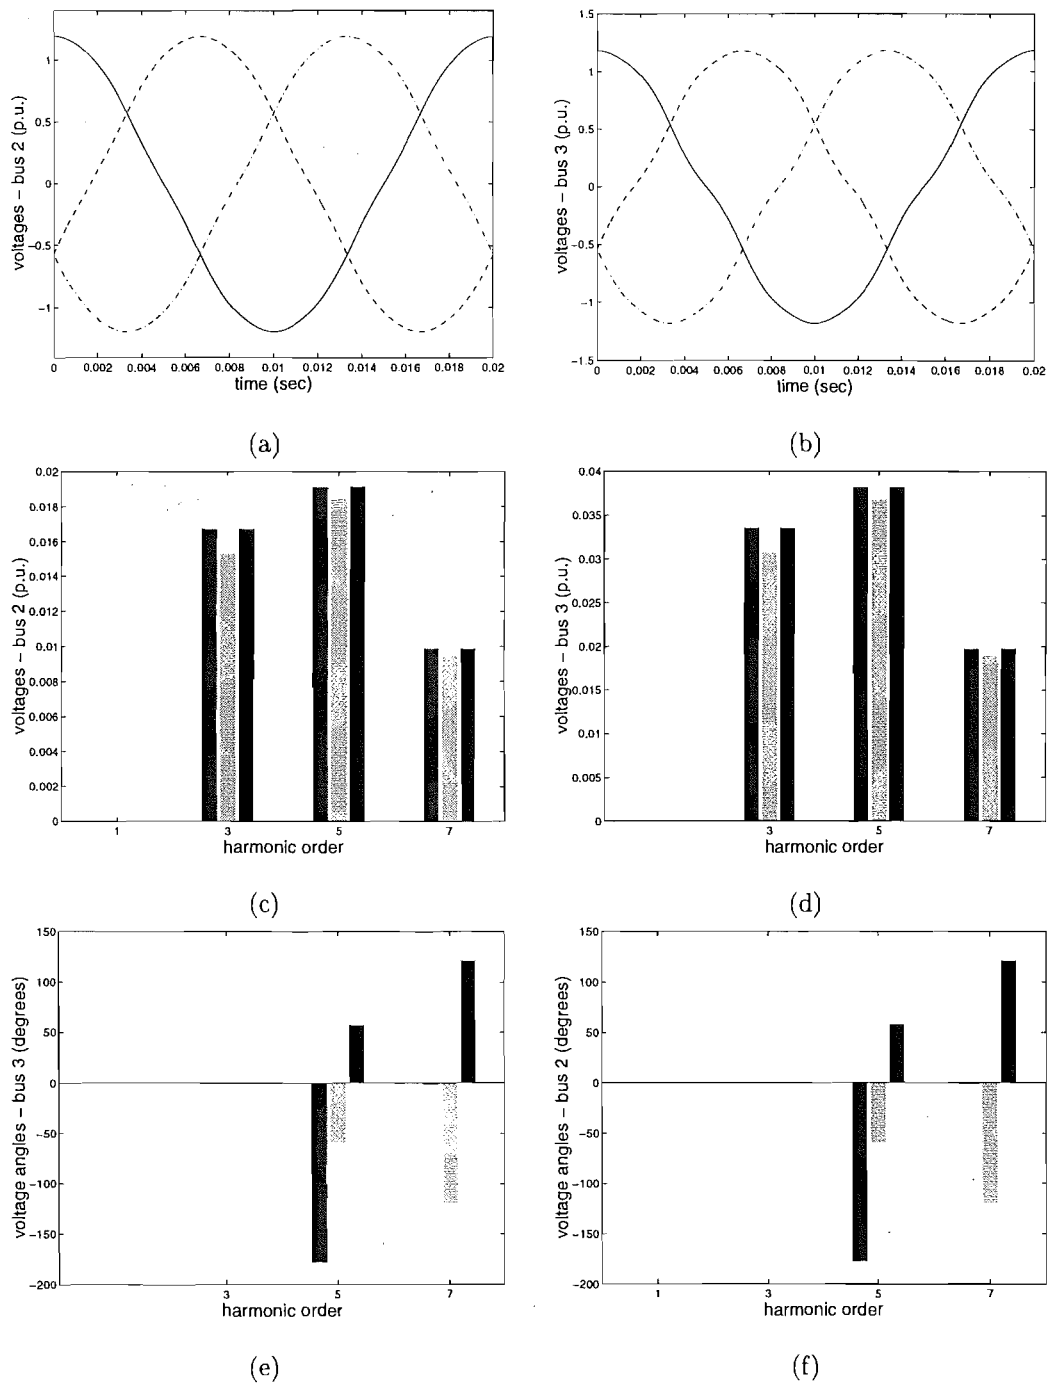 voltages – bus 2 (p.u.)
1
0.5
0
−0.5
−1
0 0.002 0.004 0.006 0.008 0.01 0.012 0.014 0.016 0.018 0.02
time (sec)
(a)
voltages – bus 3 (p.u.)
1.5
1
0.5
0
−0.5
−1
−1.5
0 0.002 0.004 0.006 0.008 0.01 0.012 0.014 0.016 0.018 0.02
time (sec)
(b)
voltages – bus 2 (p.u.)
0.02
0.018
0.016
0.014
0.012
0.01
0.008
0.006
0.004
0.002
0
1 3 5 7
harmonic order
(c)
voltages – bus 3 (p.u.)
0.04
0.035
0.03
0.025
0.02
0.015
0.01
0.005
0
3 5 7
harmonic order
(d)
voltage angles – bus 3 (degrees)
150
100
50
0
−50
−100
−150
−200
3 5 7
harmonic order
(e)
voltage angles – bus 2 (degrees)
150
100
50
0
−50
−100
−150
−200
1 3 5 7
harmonic order
(f)